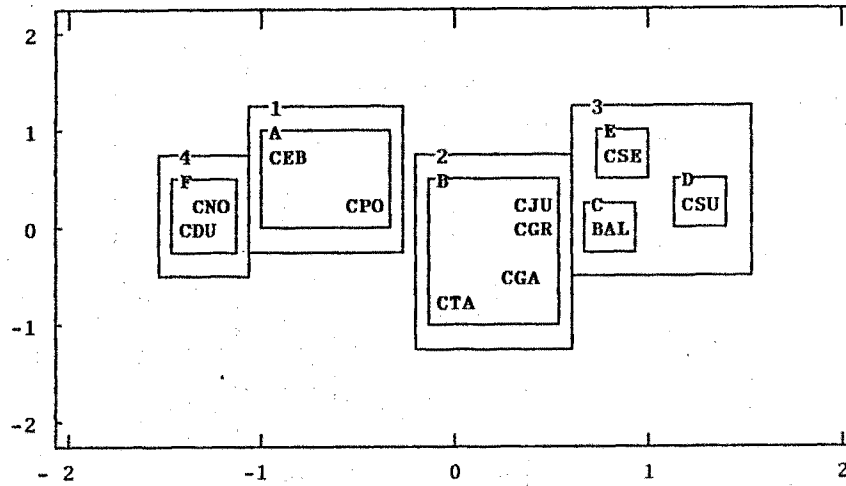 2
1
3
1
A
E
4
2
CEB
CSE
F
B
D
CNO
CPO
CJU
C
CSU
0
CDU
CGR
BAL
CGA
CTA
-1
-2
- 2
-1
0
1
2